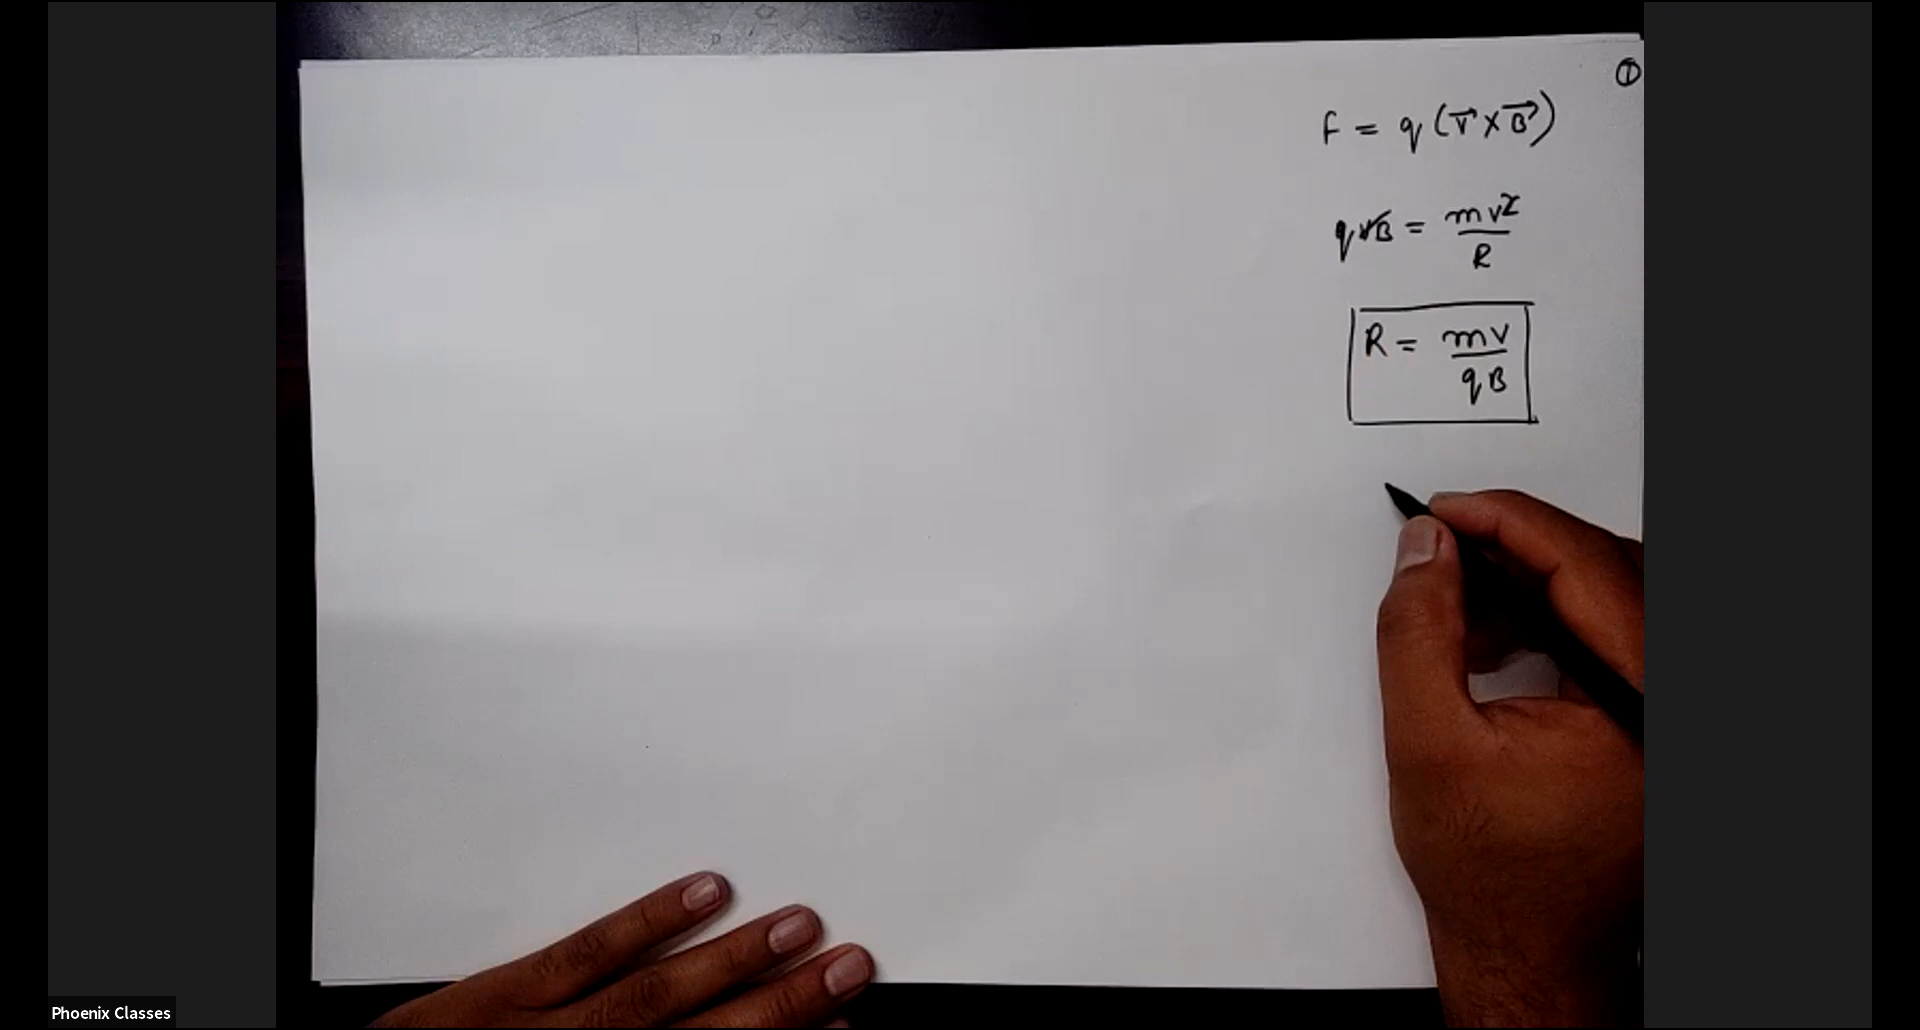 ①
F = q (v⃗ × B⃗)
qvB = mv² / R
R = mv / qB
Phoenix Classes